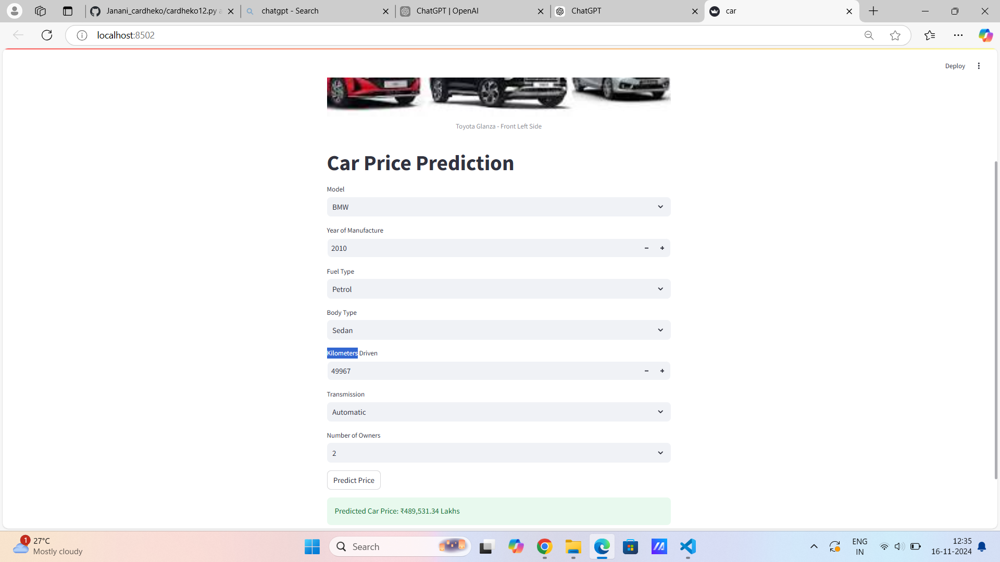 Janani_cardheko/cardheko12.py a
chatgpt - Search
ChatGPT | OpenAI
ChatGPT
car
localhost:8502
Deploy
Toyota Glanza - Front Left Side
Car Price Prediction
Model
BMW
Year of Manufacture
2010
Fuel Type
Petrol
Body Type
Sedan
Kilometers Driven
49967
Transmission
Automatic
Number of Owners
2
Predict Price
Predicted Car Price: ₹489,531.34 Lakhs
1
27°C
Mostly cloudy
Search
ENG
IN
12:35
16-11-2024